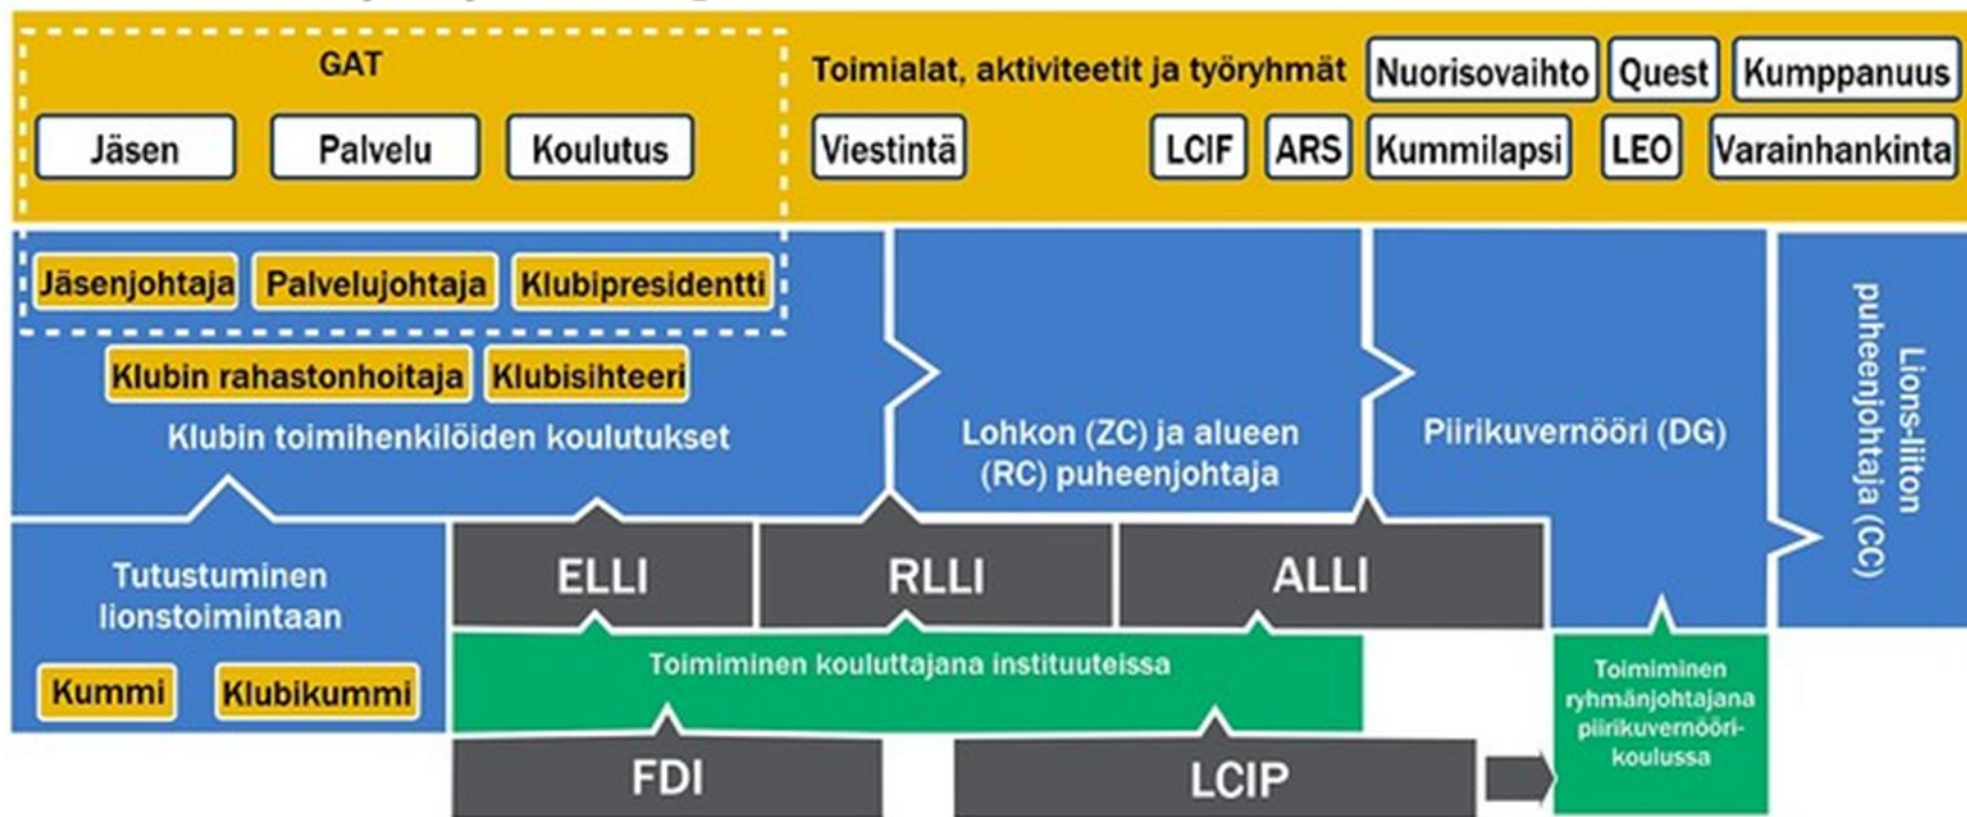 GAT
Jäsen
Palvelu
Koulutus
Toimialat, aktiviteetit ja työryhmät
Nuorisovaihto
Quest
Kumppanuus
Viestintä
LCIF
ARS
Kummilapsi
LEO
Varainhankinta
Jäsenjohtaja
Palvelujohtaja
Klubipresidentti
Klubin rahastonhoitaja
Klubisihteeri
Klubin toimihenkilöiden koulutukset
Lohkon (ZC) ja alueen
(RC) puheenjohtaja
Piirikuvernööri (DG)
Lions-liiton
puheenjohtaja (CC)
Tutustuminen
lionstoimintaan
Kummi
Klubikummi
ELLI
RLLI
ALLI
Toimiminen kouluttajana instituuteissa
Toimiminen
ryhmänjohtajana
piirikuvernööri-
koulussa
FDI
LCIP